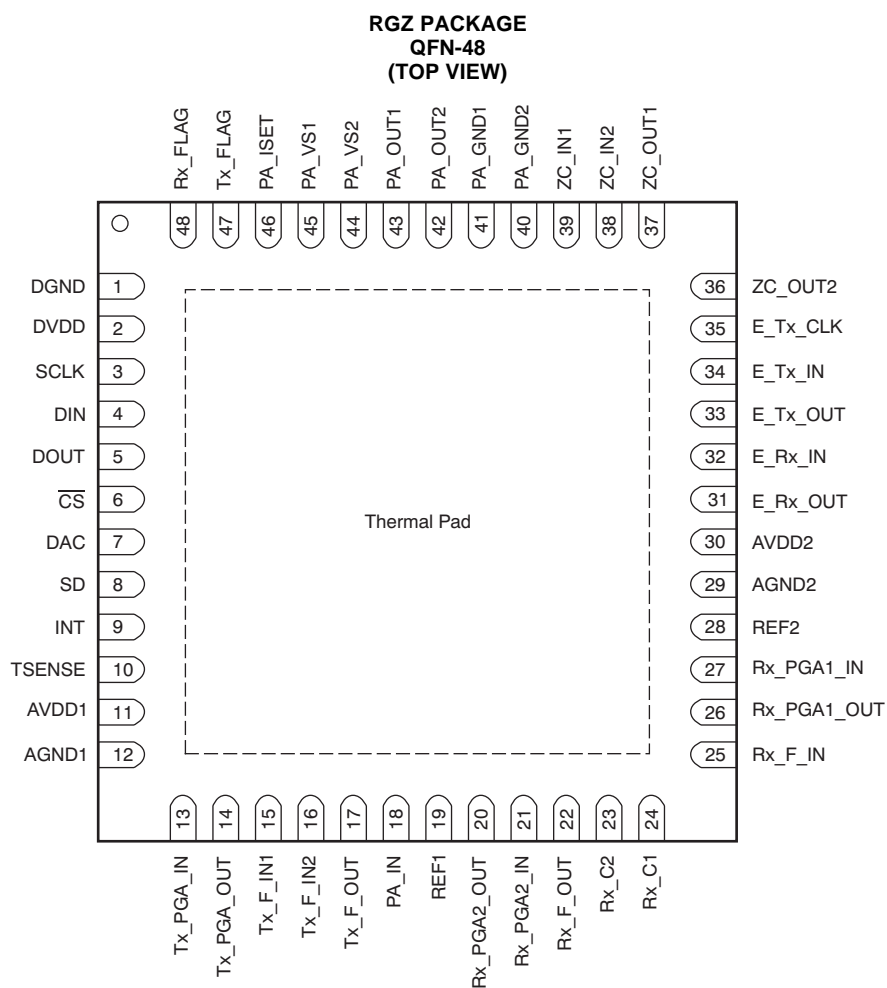 RGZ PACKAGE
QFN-48
(TOP VIEW)
Rx_FLAG
Tx_FLAG
PA_ISET
PA_VS1
PA_VS2
PA_OUT1
PA_OUT2
PA_GND1
PA_GND2
ZC_IN1
ZC_IN2
ZC_OUT1
48
47
46
45
44
43
42
41
40
39
38
37
DGND 1
DVDD 2
SCLK 3
DIN 4
DOUT 5
C̅S̅ 6
DAC 7
SD 8
INT 9
TSENSE 10
AVDD1 11
AGND1 12
Thermal Pad
36 ZC_OUT2
35 E_Tx_CLK
34 E_Tx_IN
33 E_Tx_OUT
32 E_Rx_IN
31 E_Rx_OUT
30 AVDD2
29 AGND2
28 REF2
27 Rx_PGA1_IN
26 Rx_PGA1_OUT
25 Rx_F_IN
13
14
15
16
17
18
19
20
21
22
23
24
Tx_PGA_IN
Tx_PGA_OUT
Tx_F_IN1
Tx_F_IN2
Tx_F_OUT
PA_IN
REF1
Rx_PGA2_OUT
Rx_PGA2_IN
Rx_F_OUT
Rx_C2
Rx_C1